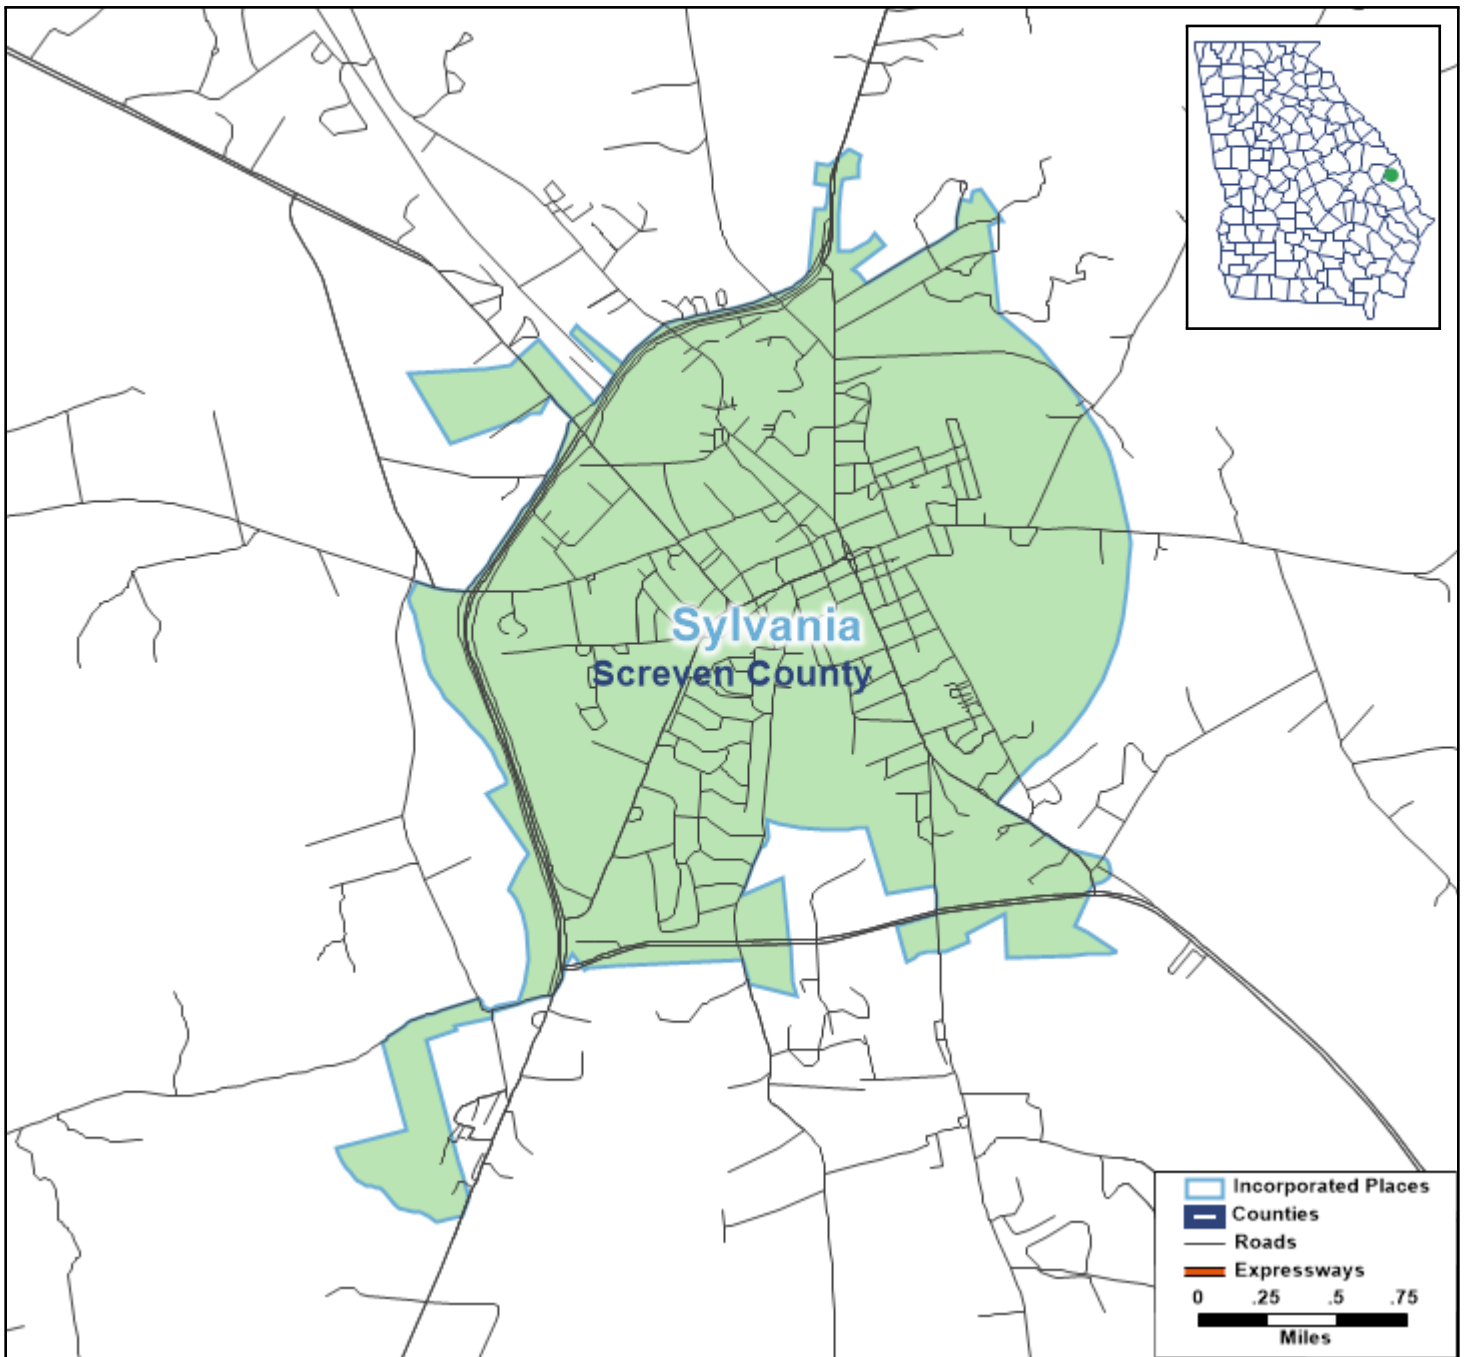 Sylvania
Screven County
Incorporated Places
Counties
Roads
Expressways
0 .25 .5 .75
Miles